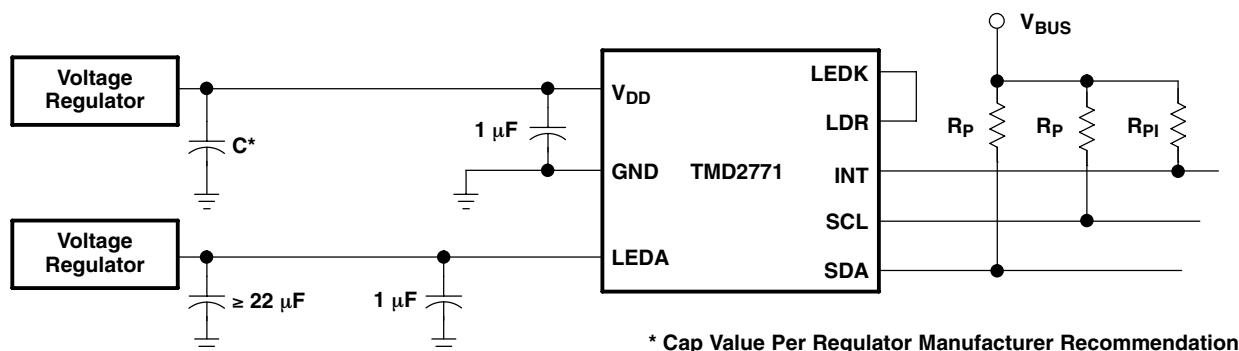 Voltage
Regulator
C*
1 μF
V_DD
GND
TMD2771
LEDK
LDR
INT
SCL
SDA
LEDA
V_BUS
R_P
R_P
R_PI
Voltage
Regulator
≥ 22 μF
1 μF
* Cap Value Per Regulator Manufacturer Recommendation